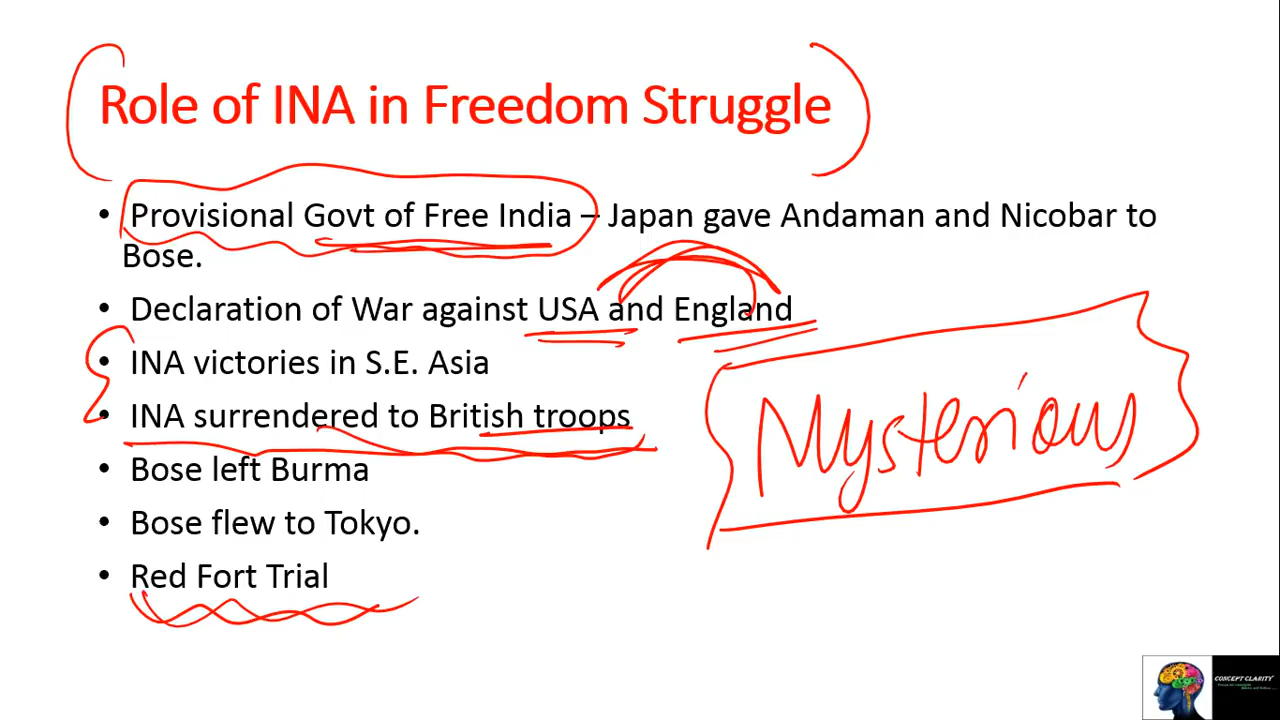 Role of INA in Freedom Struggle
• Provisional Govt of Free India – Japan gave Andaman and Nicobar to
Bose.
• Declaration of War against USA and England
• INA victories in S.E. Asia
• INA surrendered to British troops
• Bose left Burma
• Bose flew to Tokyo.
• Red Fort Trial
Mysterious
CONCEPT CLARITY